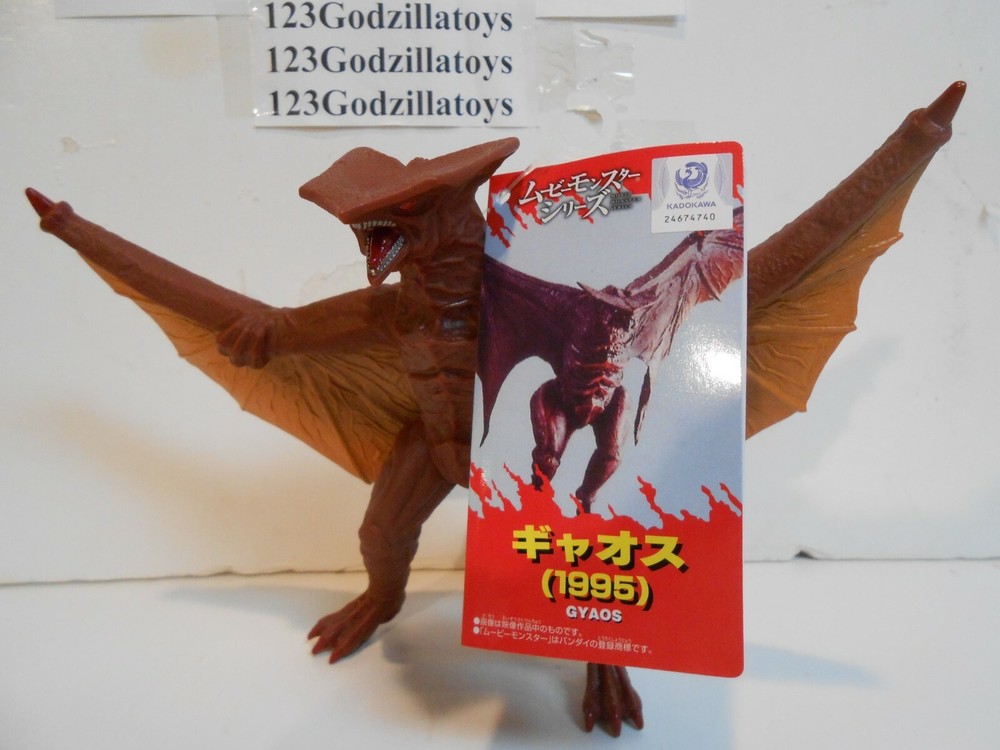 123Godzillatoys
123Godzillatoys
123Godzillatoys
ムービーモンスター
シリーズ
KADOKAWA
24674740
ギャオス
(1995)
GYAOS
●画像は映像作品中のものです。
●「ムービーモンスター」はバンダイの登録商標です。